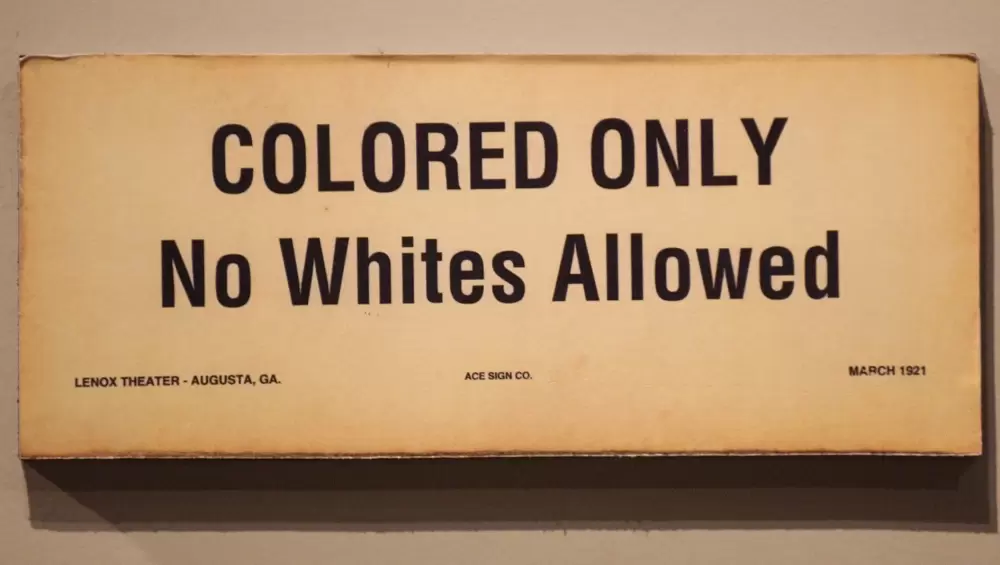 COLORED ONLY
No Whites Allowed
LENOX THEATER - AUGUSTA, GA. ACE SIGN CO. MARCH 1921